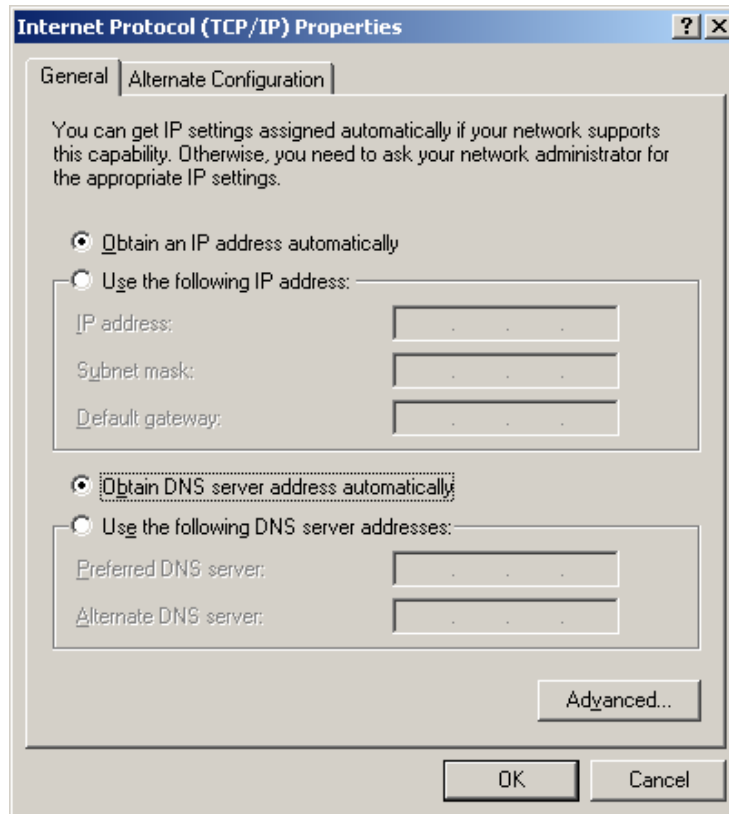 Internet Protocol (TCP/IP) Properties
General
Alternate Configuration
You can get IP settings assigned automatically if your network supports
this capability. Otherwise, you need to ask your network administrator for
the appropriate IP settings.
Obtain an IP address automatically
Use the following IP address:
IP address:
Subnet mask:
Default gateway:
Obtain DNS server address automatically
Use the following DNS server addresses:
Preferred DNS server:
Alternate DNS server:
Advanced...
OK
Cancel